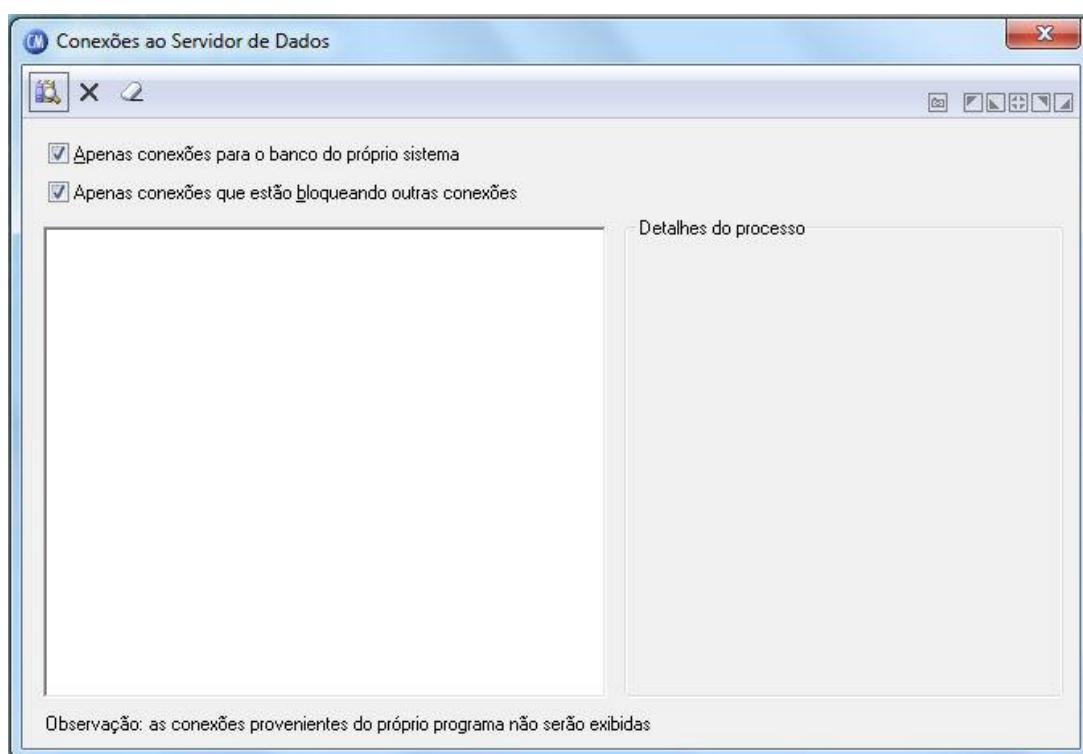 CM Conexões ao Servidor de Dados
Apenas conexões para o banco do próprio sistema
Apenas conexões que estão bloqueando outras conexões
Detalhes do processo
Observação: as conexões provenientes do próprio programa não serão exibidas